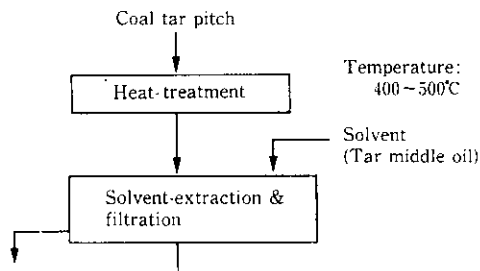 Coal tar pitch
Heat-treatment
Temperature:
400~500°C
Solvent
(Tar middle oil)
Solvent-extraction &
filtration